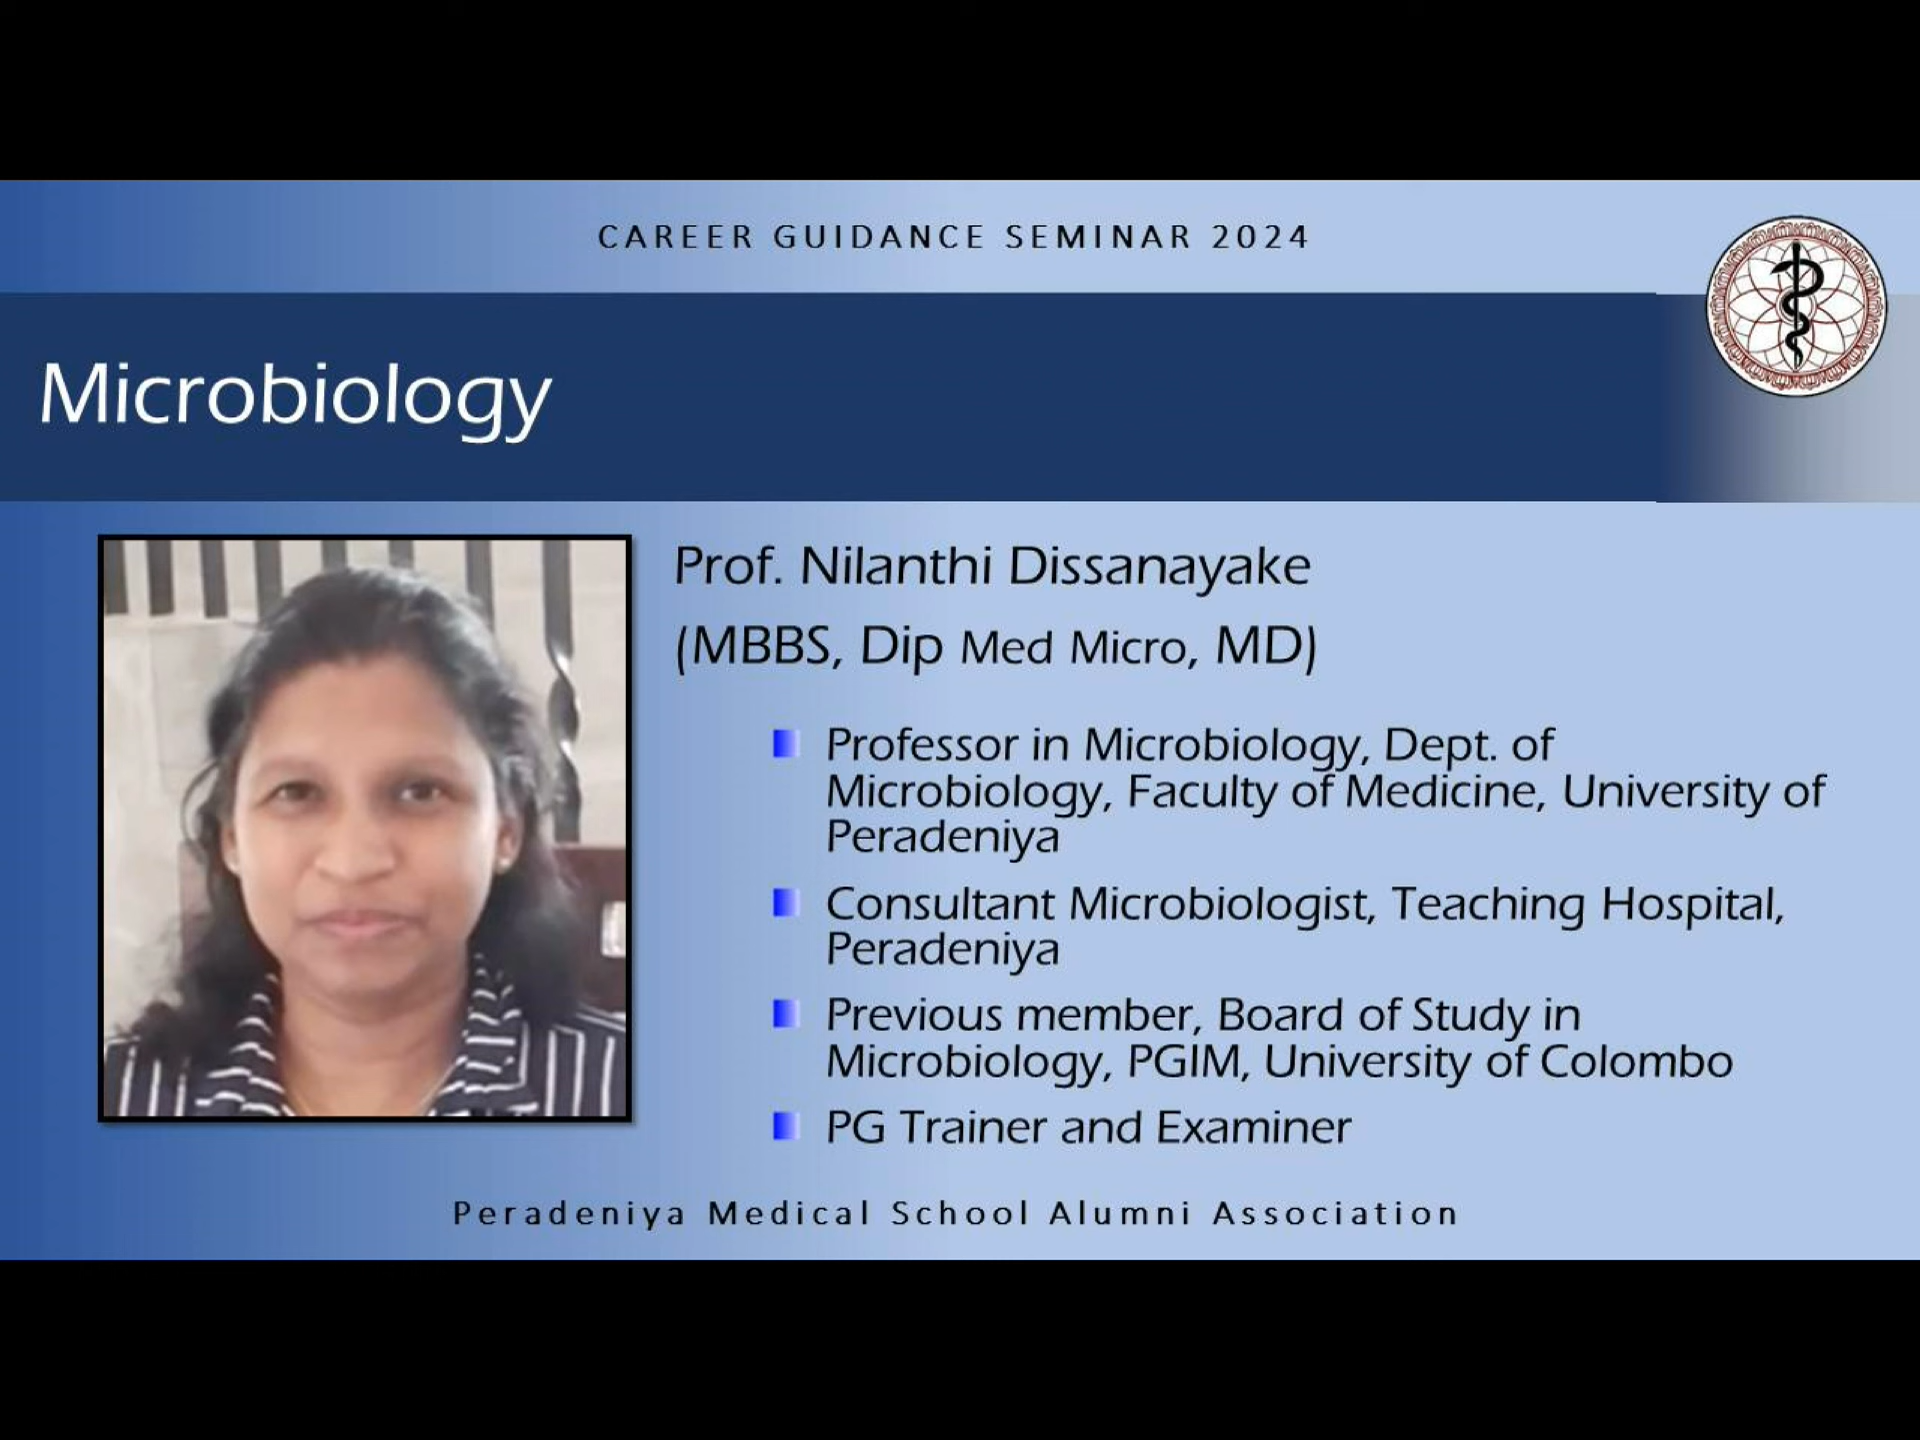 CAREER GUIDANCE SEMINAR 2024
Microbiology
Prof. Nilanthi Dissanayake
(MBBS, Dip Med Micro, MD)
Professor in Microbiology, Dept. of
Microbiology, Faculty of Medicine, University of
Peradeniya
Consultant Microbiologist, Teaching Hospital,
Peradeniya
Previous member, Board of Study in
Microbiology, PGIM, University of Colombo
PG Trainer and Examiner
Peradeniya Medical School Alumni Association